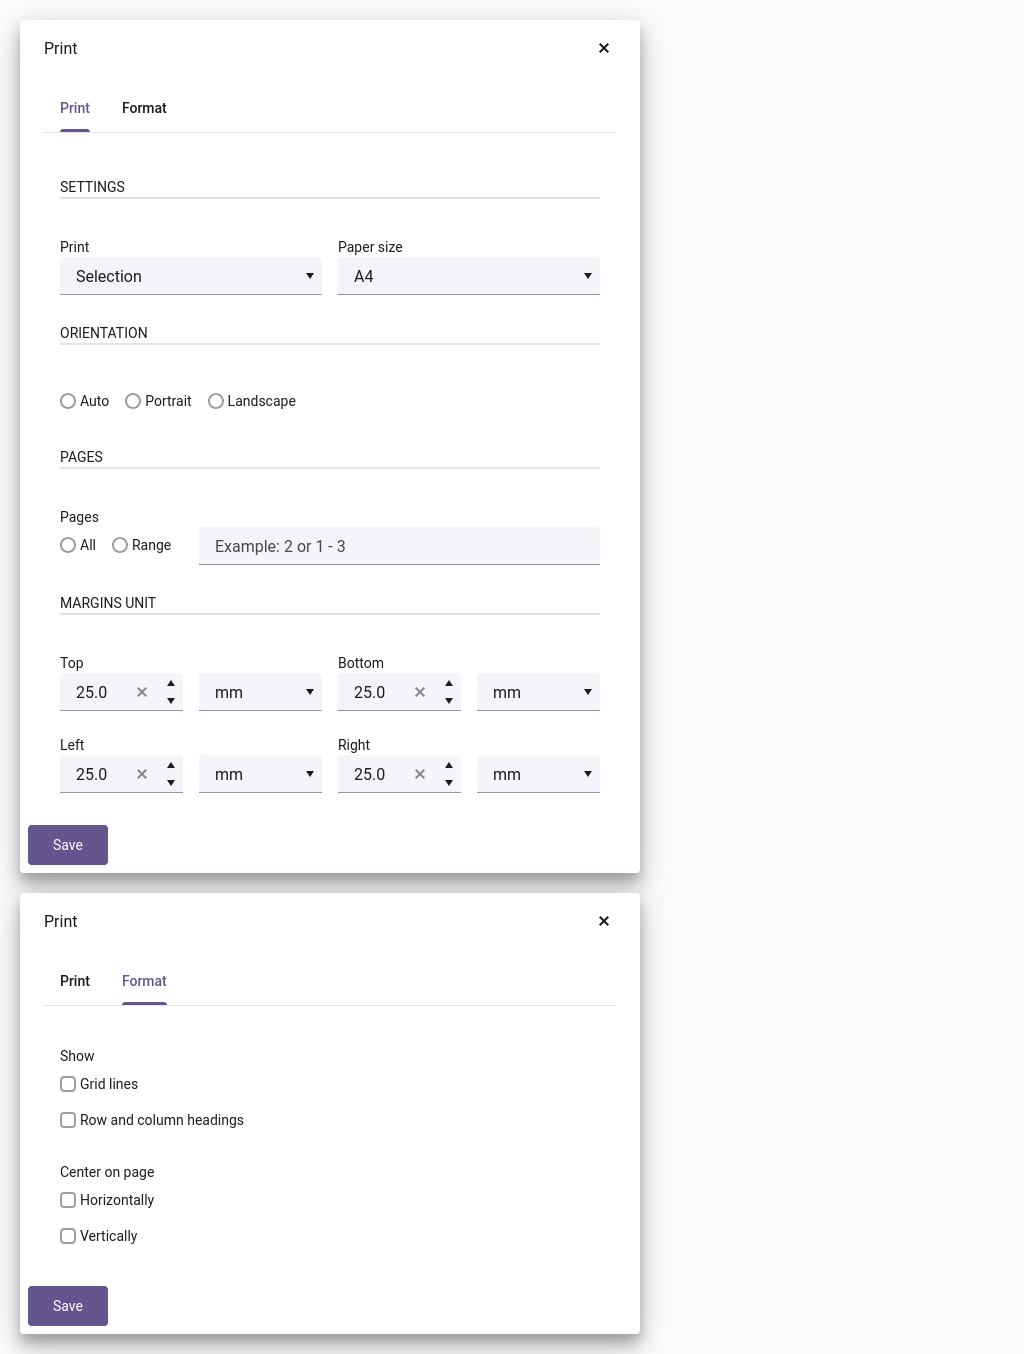 Print
Print Format
SETTINGS
Print Paper size
Selection A4
ORIENTATION
Auto Portrait Landscape
PAGES
Pages
All Range Example: 2 or 1 - 3
MARGINS UNIT
Top Bottom
25.0 mm 25.0 mm
Left Right
25.0 mm 25.0 mm
Save
Print
Print Format
Show
Grid lines
Row and column headings
Center on page
Horizontally
Vertically
Save